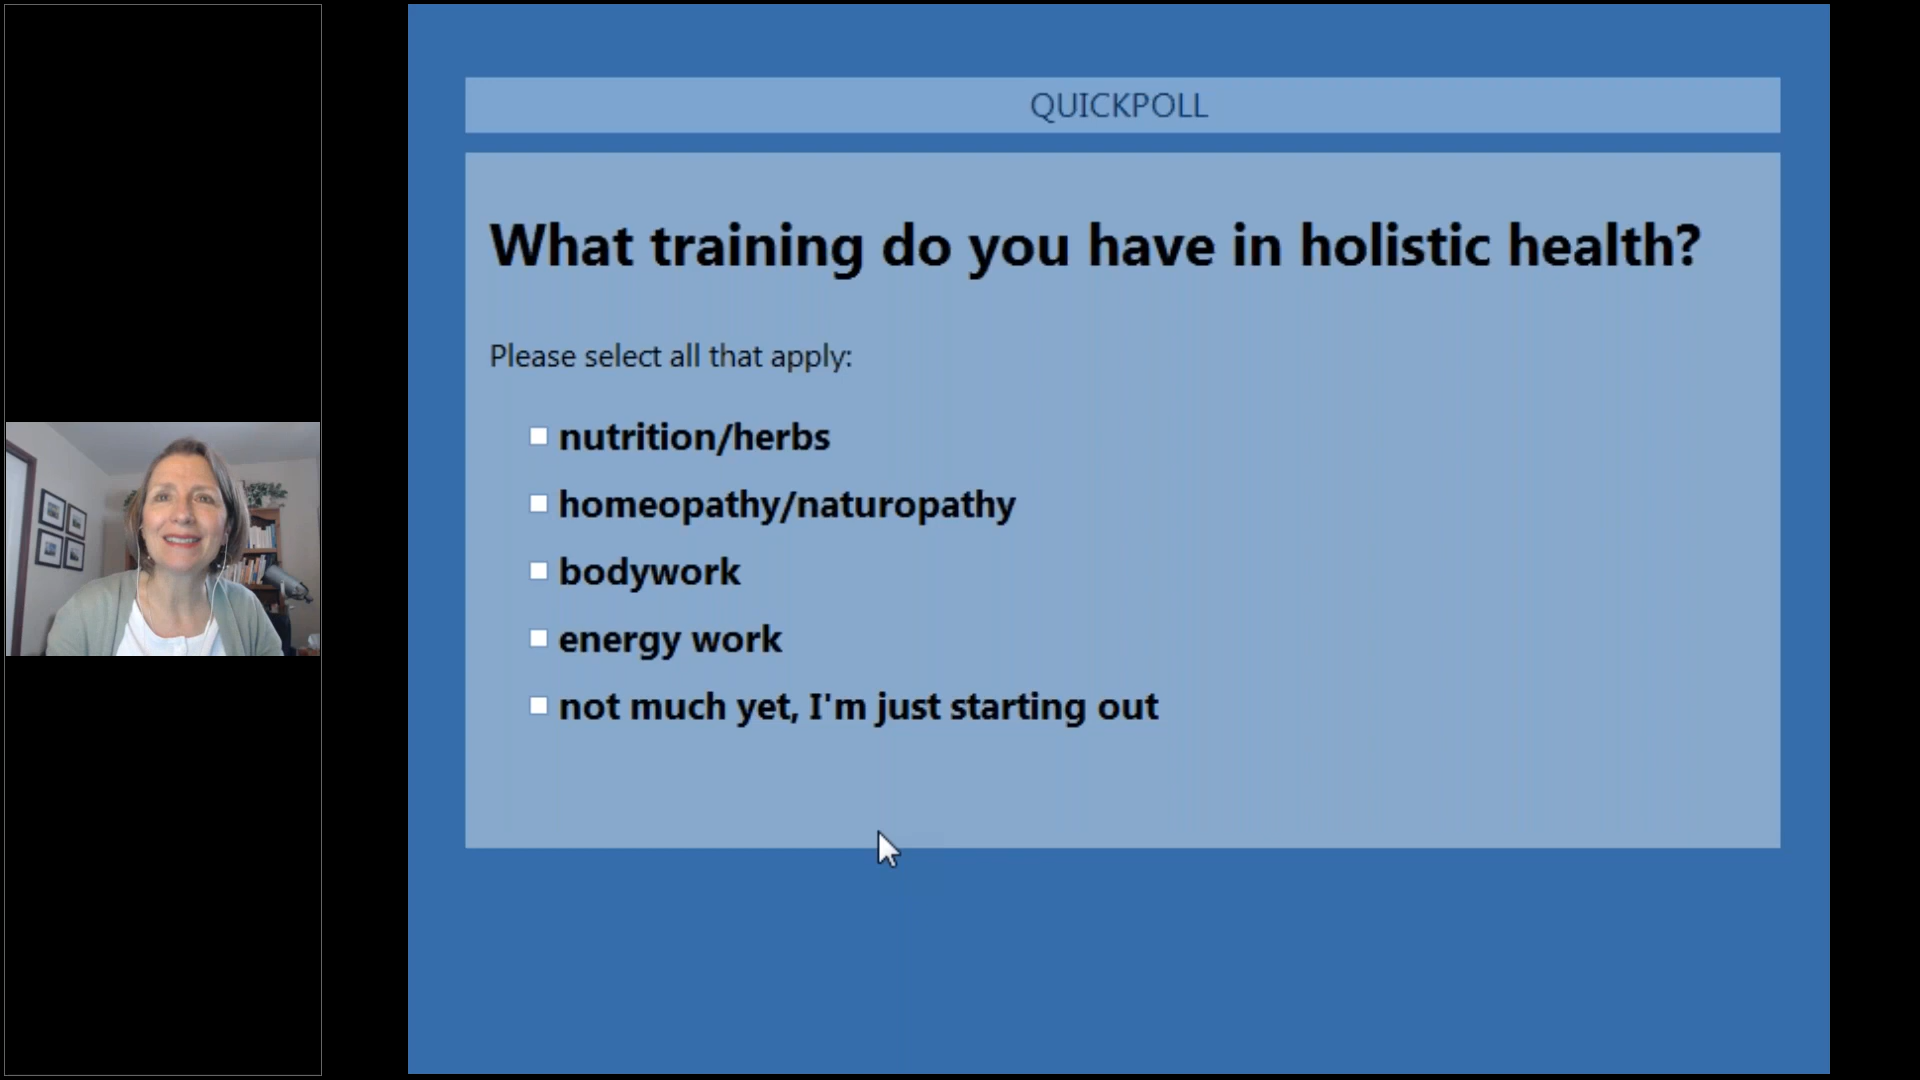 QUICKPOLL
What training do you have in holistic health?
Please select all that apply:
nutrition/herbs
homeopathy/naturopathy
bodywork
energy work
not much yet, I'm just starting out